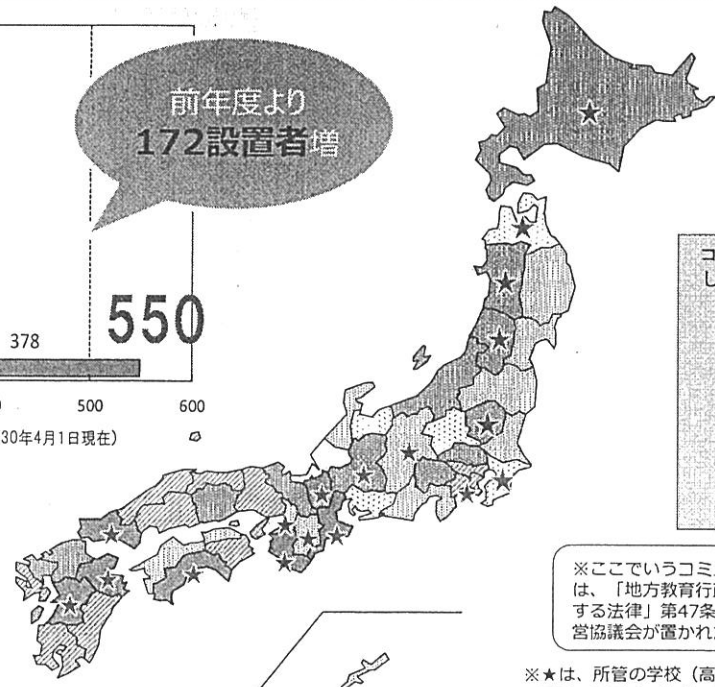 前年度より
172設置者増
378
550
500
600
30年4月1日現在）
コ
し
※ここでいうコミ
は、「地方教育行政
する法律」第47条
営協議会が置かれ
※★は、所管の学校（高